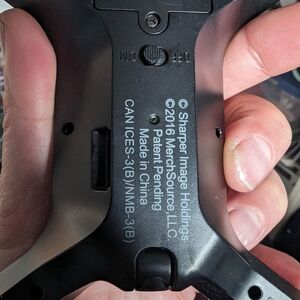 OFF
ON
© Sharper Image Holdings
©2016 MerchSource, LLC.
Patent Pending
Made in China
CAN ICES-3(B)/NMB-3(B)